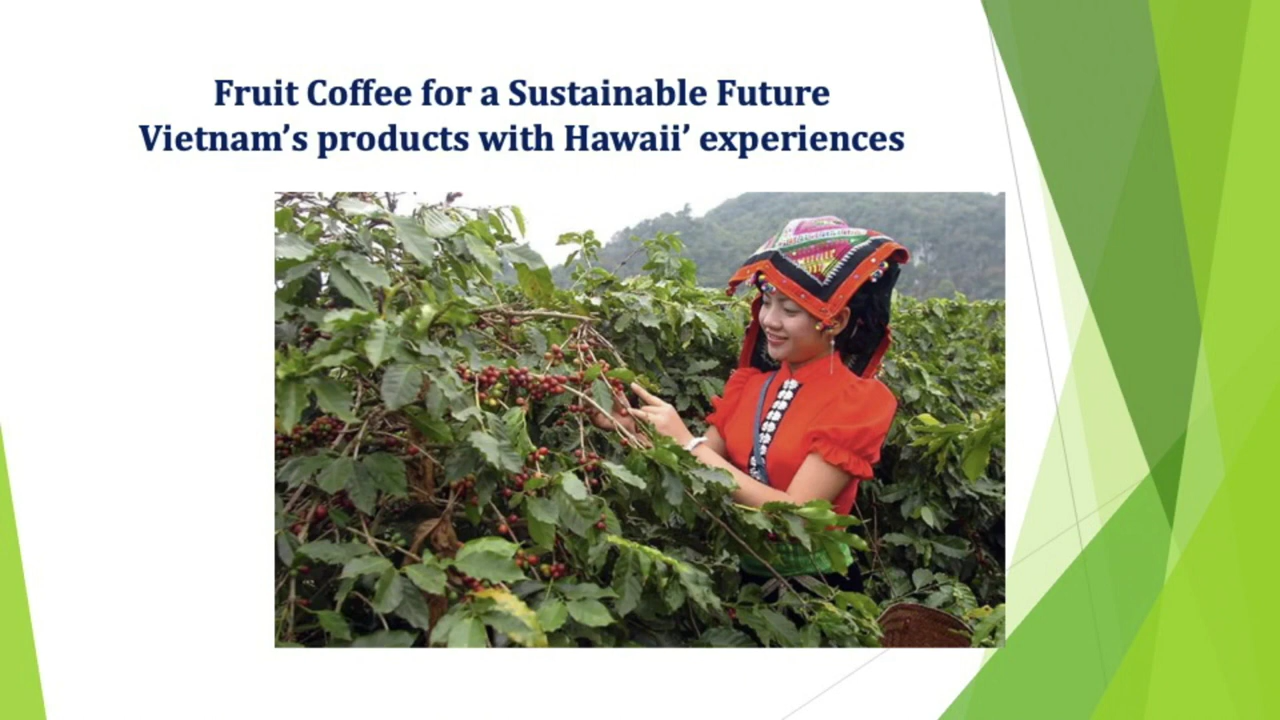 Fruit Coffee for a Sustainable Future
Vietnam’s products with Hawaii’ experiences